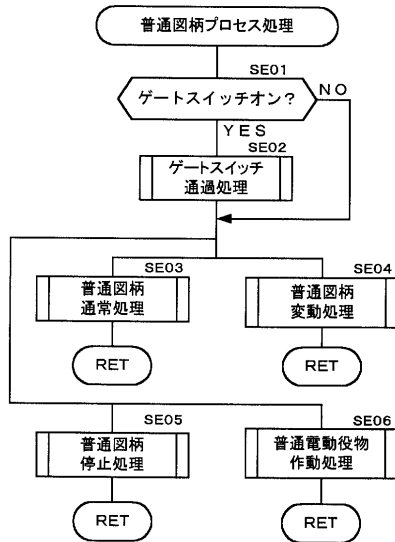 普通図柄プロセス処理
SE01
ゲートスイッチオン?
NO
YES
SE02
ゲートスイッチ
通過処理
SE03
普通図柄
通常処理
RET
SE04
普通図柄
変動処理
RET
SE05
普通図柄
停止処理
RET
SE06
普通電動役物
作動処理
RET